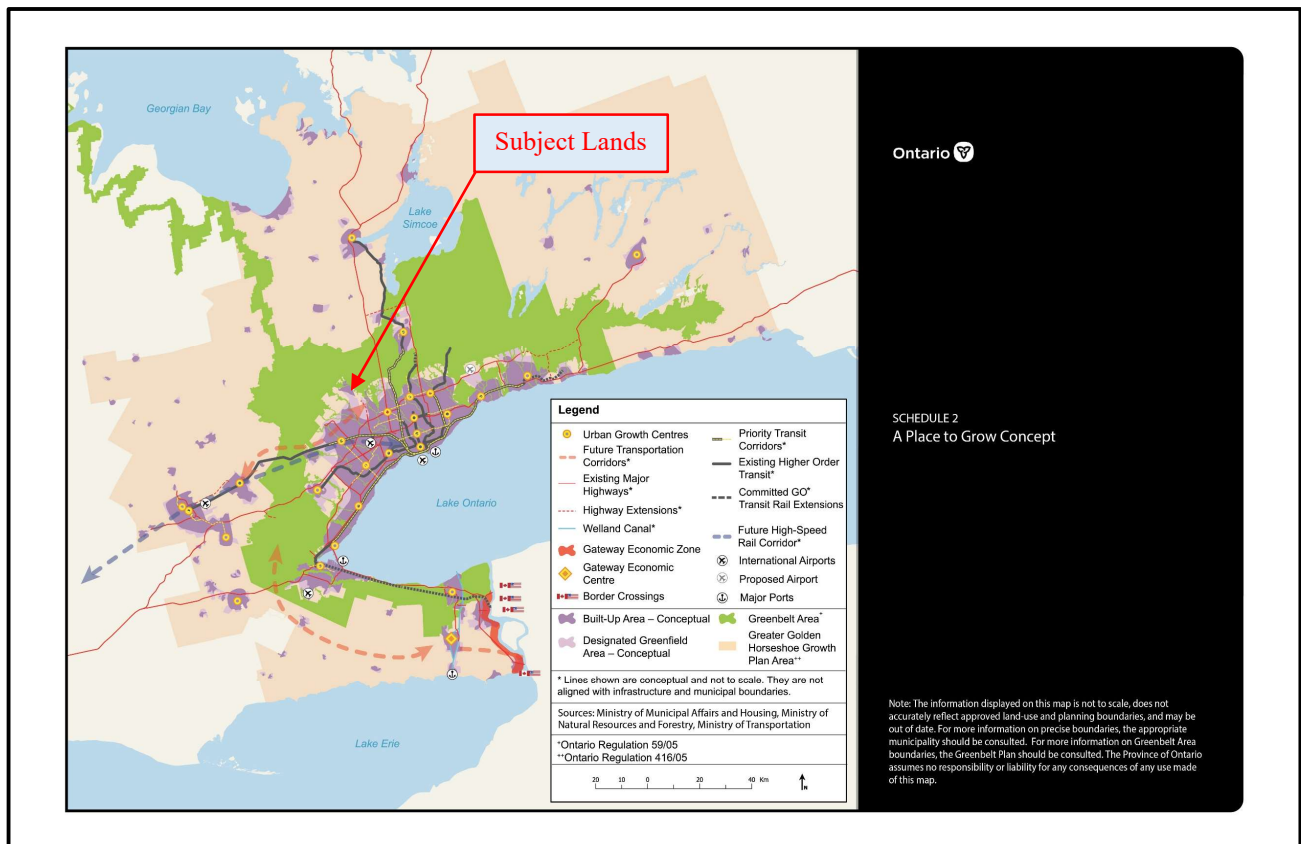 Georgian Bay
Subject Lands
Lake
Simcoe
Lake Ontario
Lake Erie
Legend
Urban Growth Centres
Future Transportation
Corridors*
Existing Major
Highways*
Highway Extensions*
Welland Canal*
Gateway Economic Zone
Gateway Economic
Centre
Border Crossings
Priority Transit
Corridors*
Existing Higher Order
Transit*
Committed GO*
Transit Rail Extensions
Future High-Speed
Rail Corridor*
International Airports
Proposed Airport
Major Ports
Built-Up Area – Conceptual
Designated Greenfield
Area – Conceptual
Greenbelt Area+
Greater Golden
Horseshoe Growth
Plan Area++
* Lines shown are conceptual and not to scale. They are not
aligned with infrastructure and municipal boundaries.
Sources: Ministry of Municipal Affairs and Housing, Ministry of
Natural Resources and Forestry, Ministry of Transportation
+Ontario Regulation 59/05
++Ontario Regulation 416/05
20 10 0 20 40 Km
N
Ontario
SCHEDULE 2
A Place to Grow Concept
Note: The information displayed on this map is not to scale, does not
accurately reflect approved land-use and planning boundaries, and may be
out of date. For more information on precise boundaries, the appropriate
municipality should be consulted. For more information on Greenbelt Area
boundaries, the Greenbelt Plan should be consulted. The Province of Ontario
assumes no responsibility or liability for any consequences of any use made
of this map.